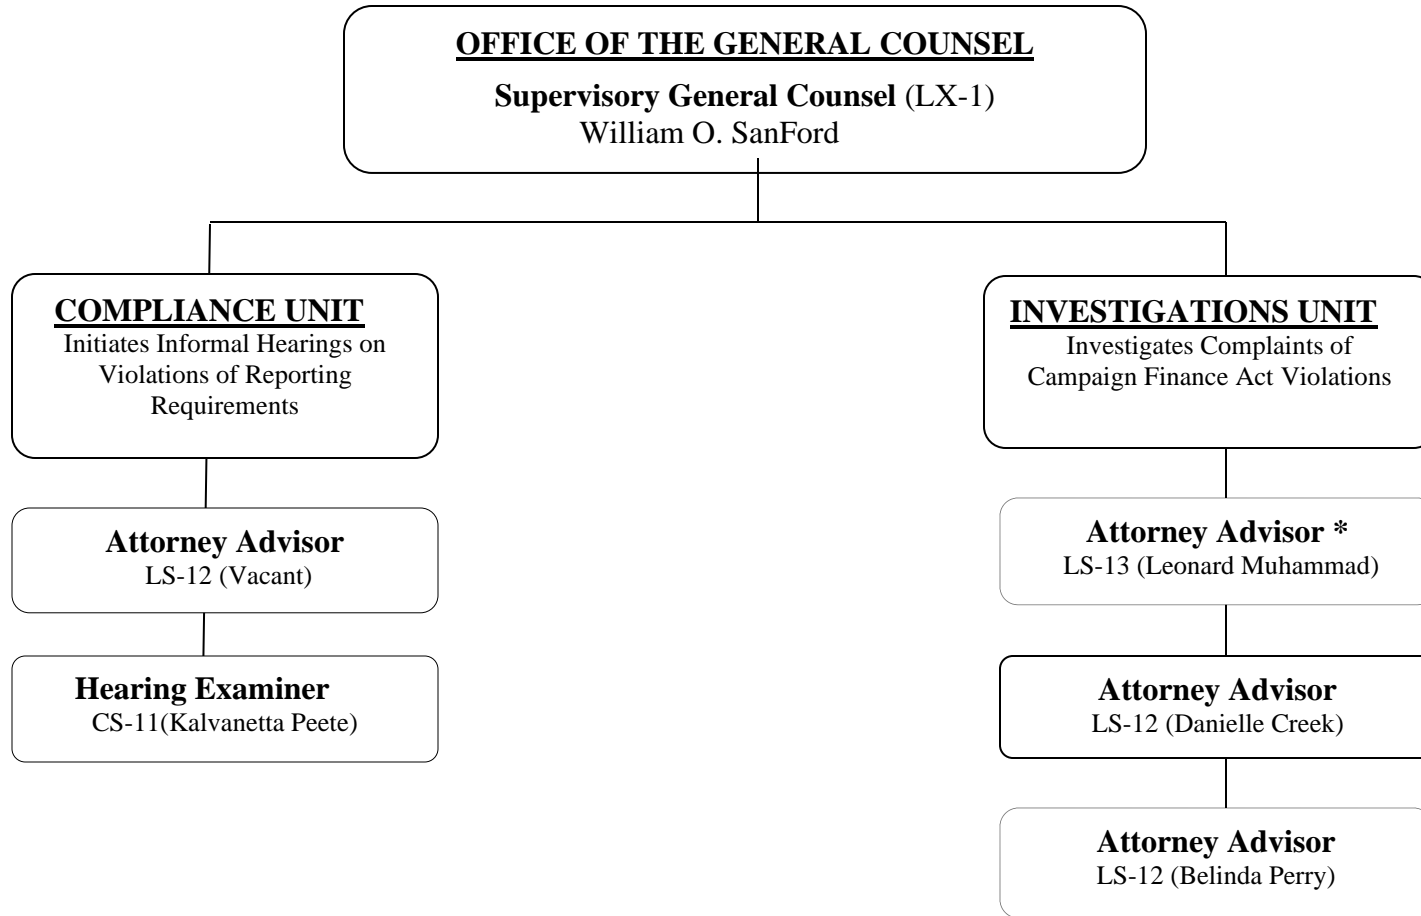 OFFICE OF THE GENERAL COUNSEL
Supervisory General Counsel (LX-1)
William O. SanFord
COMPLIANCE UNIT
Initiates Informal Hearings on
Violations of Reporting
Requirements
Attorney Advisor
LS-12 (Vacant)
Hearing Examiner
CS-11(Kalvanetta Peete)
INVESTIGATIONS UNIT
Investigates Complaints of
Campaign Finance Act Violations
Attorney Advisor *
LS-13 (Leonard Muhammad)
Attorney Advisor
LS-12 (Danielle Creek)
Attorney Advisor
LS-12 (Belinda Perry)